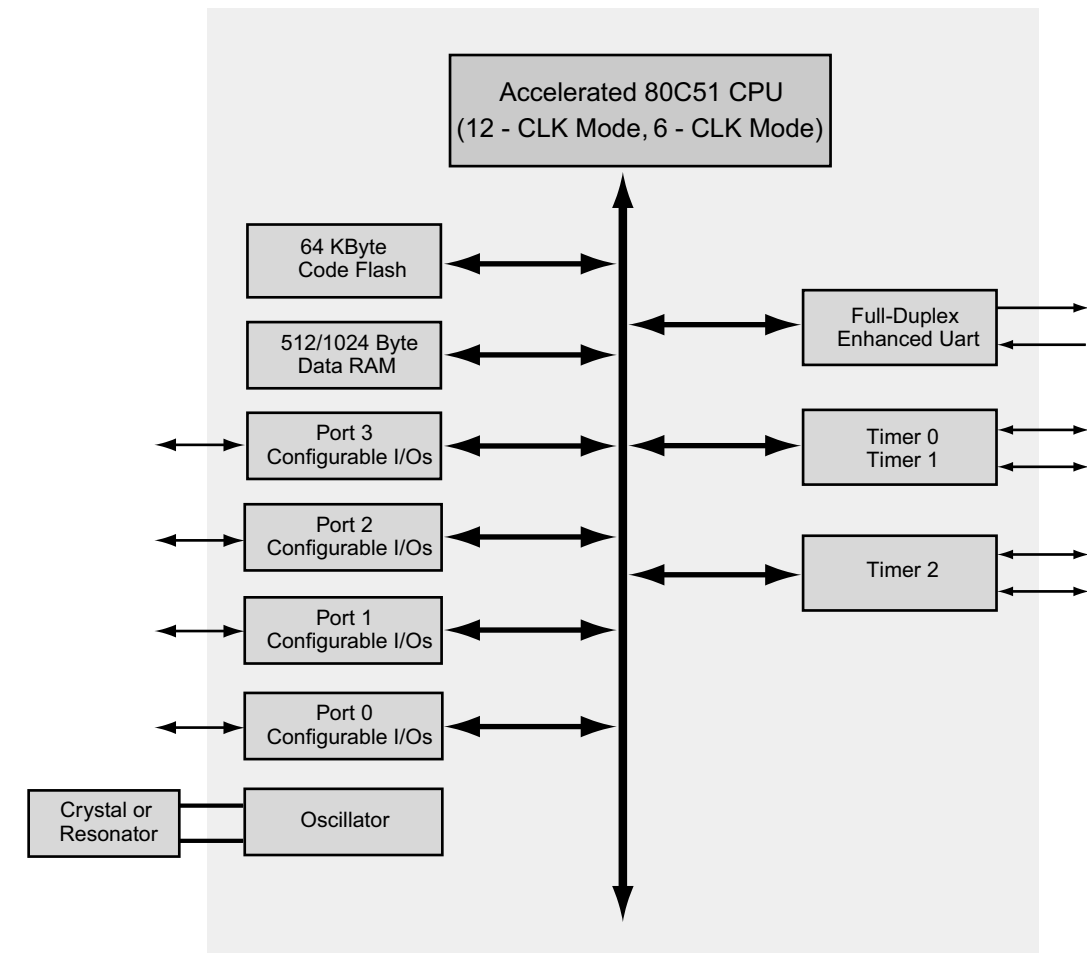 Accelerated 80C51 CPU
(12 - CLK Mode, 6 - CLK Mode)
64 KByte
Code Flash
512/1024 Byte
Data RAM
Port 3
Configurable I/Os
Port 2
Configurable I/Os
Port 1
Configurable I/Os
Port 0
Configurable I/Os
Crystal or
Resonator
Oscillator
Full-Duplex
Enhanced Uart
Timer 0
Timer 1
Timer 2